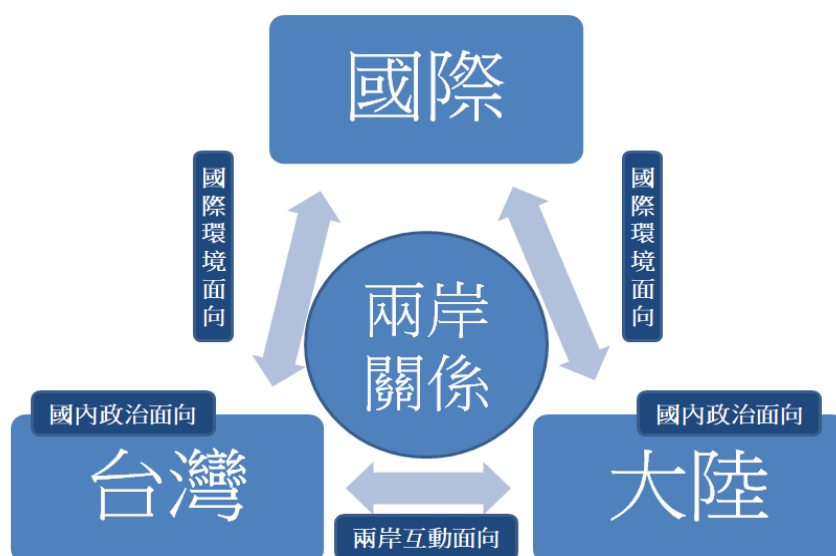 國際
國際環境面向
國際環境面向
兩岸
關係
國內政治面向
國內政治面向
台灣
大陸
兩岸互動面向